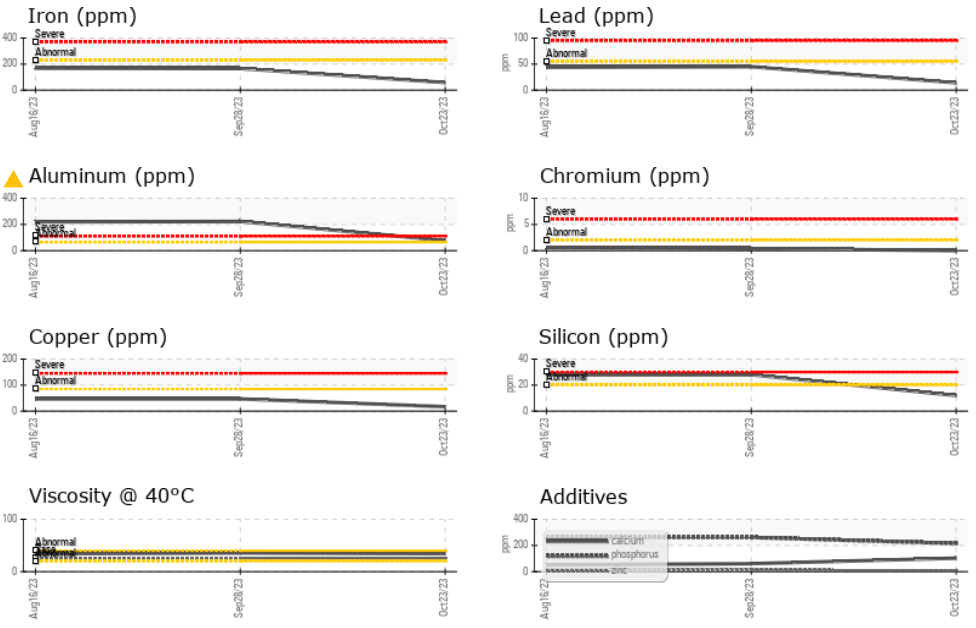 Iron (ppm)
400
200
0
Severe
Abnormal
Aug16/23
Sep28/23
Oct23/23
Lead (ppm)
ppm
100
50
0
Severe
Abnormal
Aug16/23
Sep28/23
Oct23/23
Aluminum (ppm)
400
200
0
Severe
Abnormal
Aug16/23
Sep28/23
Oct23/23
Chromium (ppm)
ppm
10
5
0
Severe
Abnormal
Aug16/23
Sep28/23
Oct23/23
Copper (ppm)
200
100
0
Severe
Abnormal
Aug16/23
Sep28/23
Oct23/23
Silicon (ppm)
ppm
40
20
0
Severe
Abnormal
Aug16/23
Sep28/23
Oct23/23
Viscosity @ 40°C
100
0
Abnormal
Base
Abnormal
Aug16/23
Sep28/23
Oct23/23
Additives
ppm
400
200
0
calcium
phosphorus
zinc
Aug16/23
Sep28/23
Oct23/23